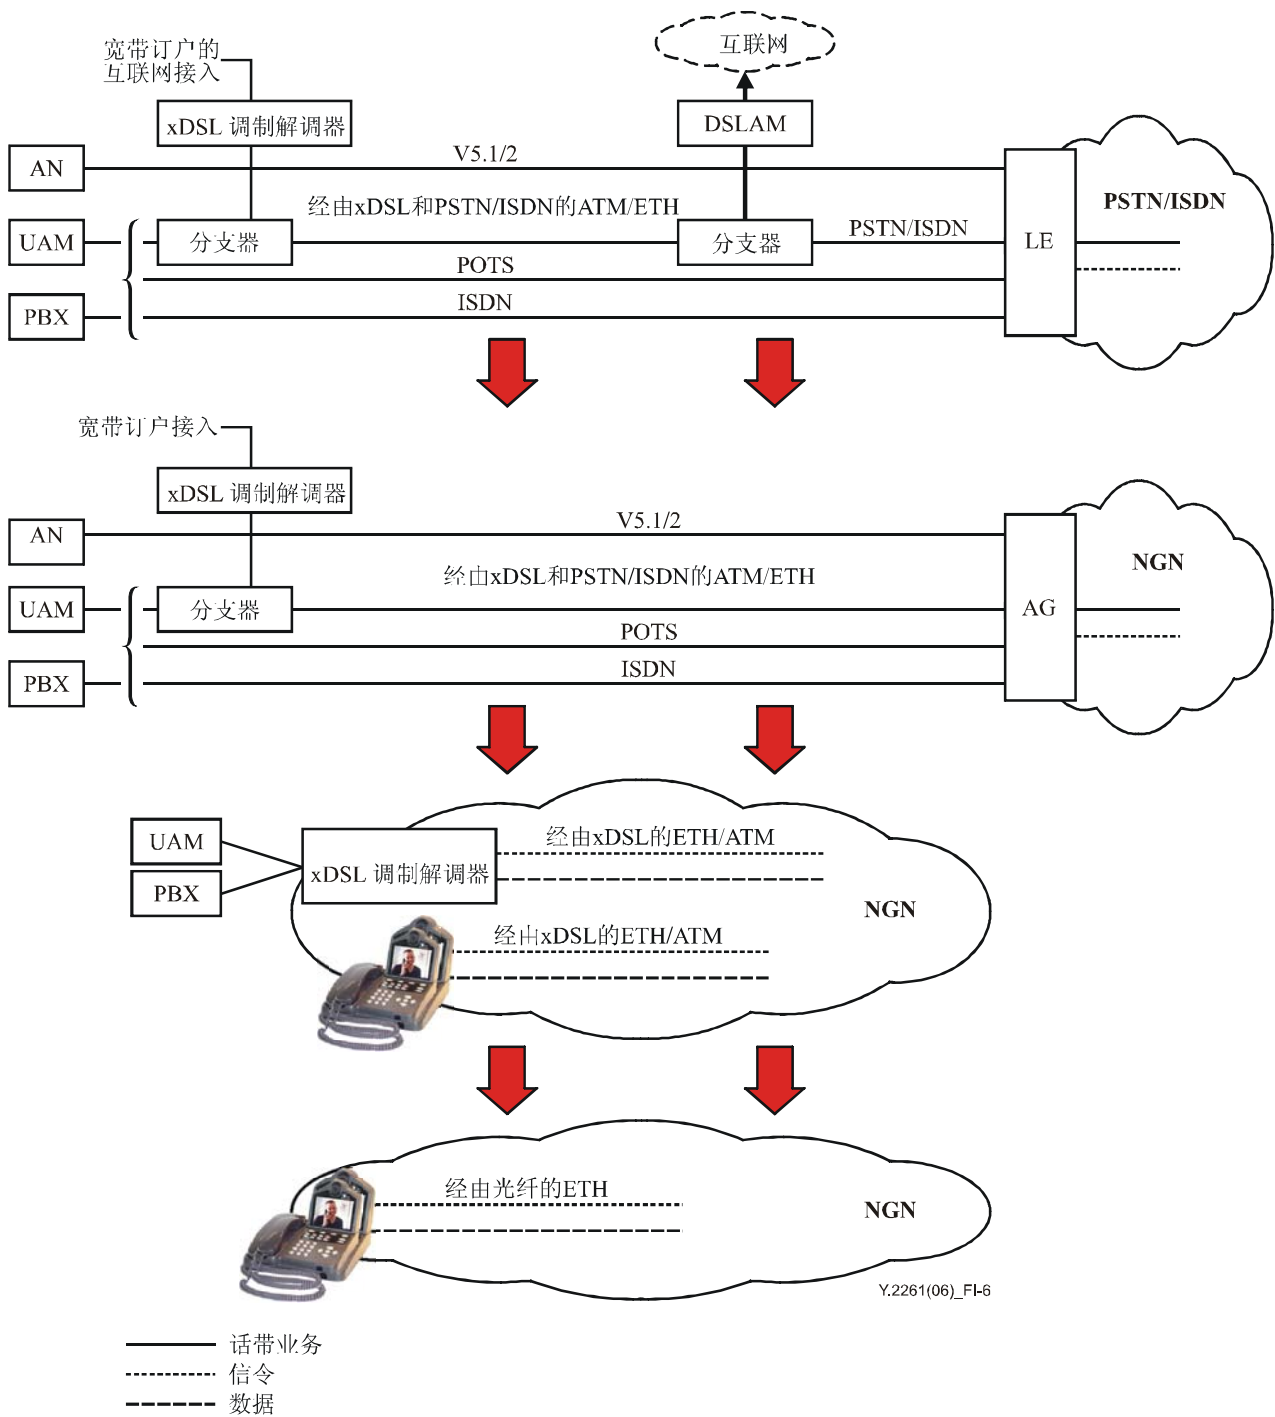 宽带订户的
互联网接入
互联网
xDSL 调制解调器
DSLAM
AN
V5.1/2
经由xDSL和PSTN/ISDN的ATM/ETH
PSTN/ISDN
UAM
分支器
分支器
PSTN/ISDN
LE
POTS
PBX
ISDN
宽带订户接入
xDSL 调制解调器
AN
V5.1/2
经由xDSL和PSTN/ISDN的ATM/ETH
NGN
UAM
分支器
AG
POTS
PBX
ISDN
UAM
经由xDSL的ETH/ATM
xDSL 调制解调器
PBX
NGN
经由xDSL的ETH/ATM
经由光纤的ETH
NGN
Y.2261(06)_FI-6
话带业务
信令
数据